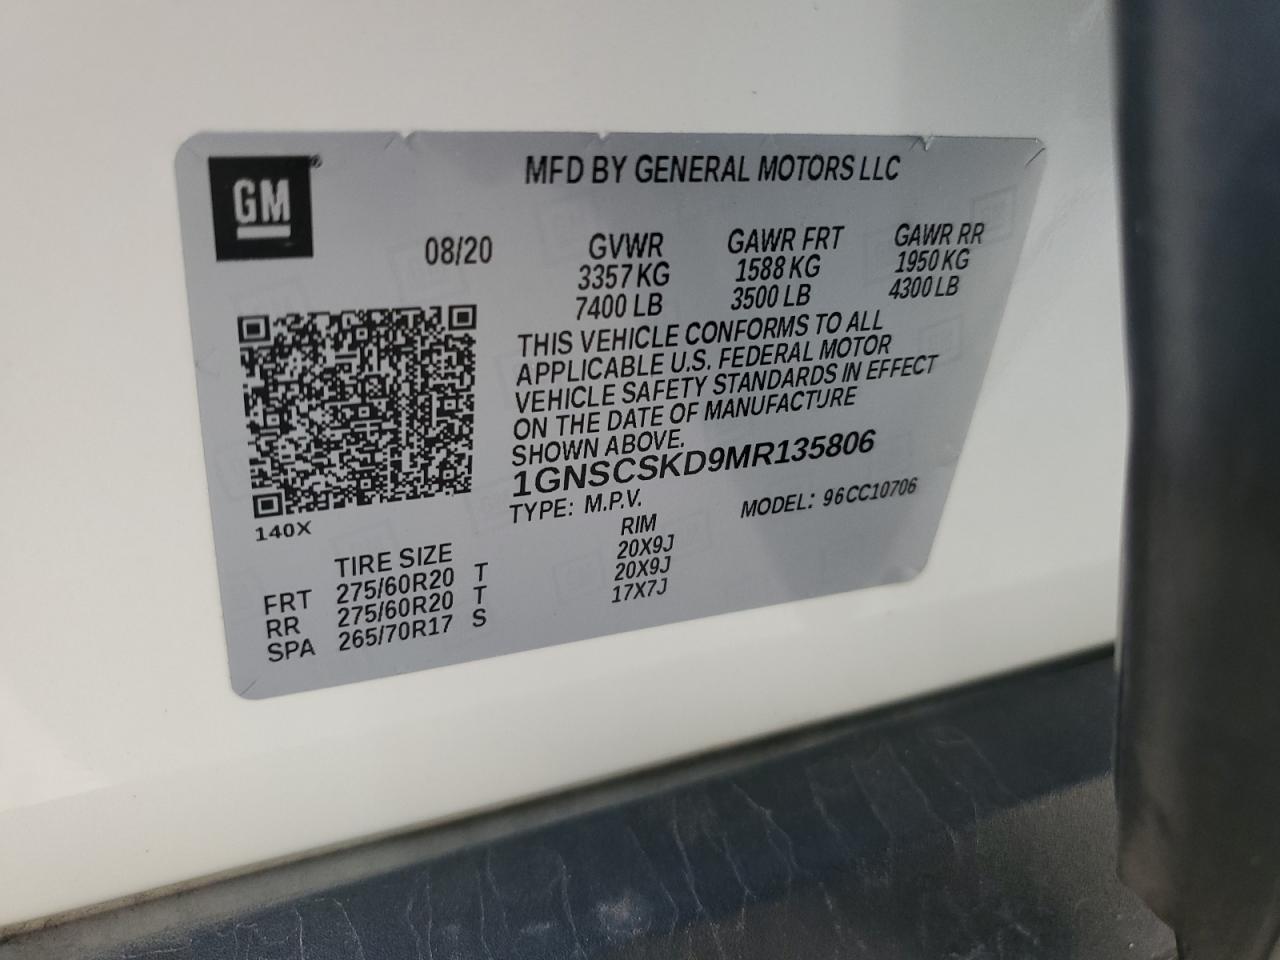 GM®
MFD BY GENERAL MOTORS LLC
08/20
GVWR
3357 KG
7400 LB
GAWR FRT
1588 KG
3500 LB
GAWR RR
1950 KG
4300 LB
THIS VEHICLE CONFORMS TO ALL
APPLICABLE U.S. FEDERAL MOTOR
VEHICLE SAFETY STANDARDS IN EFFECT
ON THE DATE OF MANUFACTURE
SHOWN ABOVE.
1GNSCSKD9MR135806
TYPE: M.P.V.
MODEL: 96CC10706
140X
TIRE SIZE RIM
FRT 275/60R20 T 20X9J
RR 275/60R20 T 20X9J
SPA 265/70R17 S 17X7J